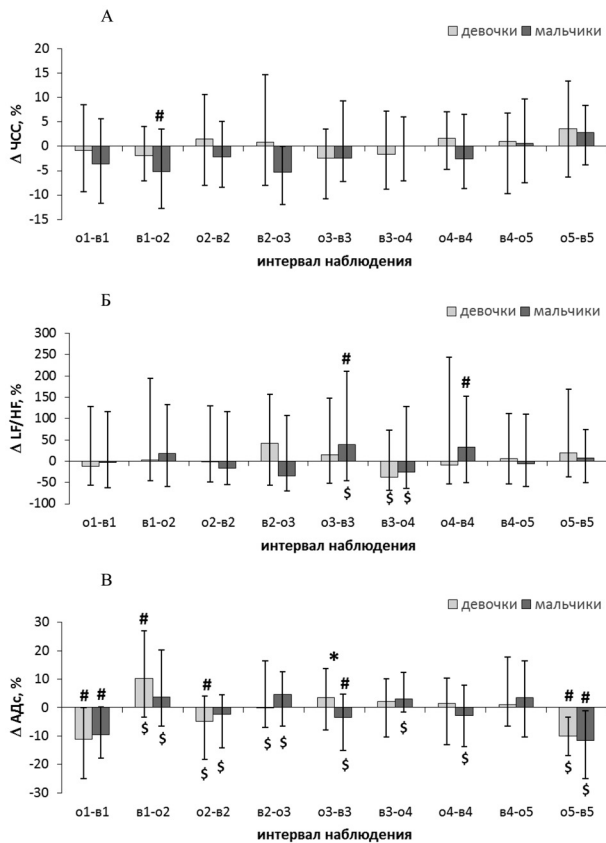 А
девочки мальчики
20
15
10
5
0
-5
-10
-15
Δ ЧСС, %
#
о1-в1 в1-о2 о2-в2 в2-о3 о3-в3 в3-о4 о4-в4 в4-о5 о5-в5
интервал наблюдения
Б
девочки мальчики
300
250
200
150
100
50
0
-50
-100
Δ LF/HF, %
# #
$ $ $
о1-в1 в1-о2 о2-в2 в2-о3 о3-в3 в3-о4 о4-в4 в4-о5 о5-в5
интервал наблюдения
В
девочки мальчики
30
20
10
0
-10
-20
-30
Δ АДс, %
# # # # * # # #
$ $ $ $ $ $ $ $ $ $ $
о1-в1 в1-о2 о2-в2 в2-о3 о3-в3 в3-о4 о4-в4 в4-о5 о5-в5
интервал наблюдения